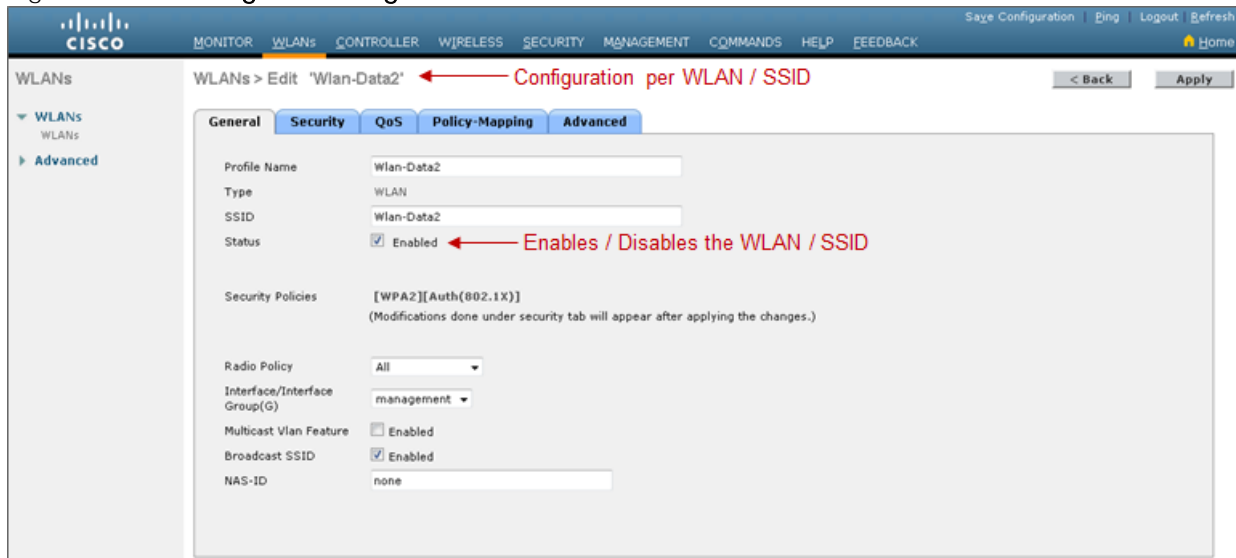 Save Configuration | Ping | Logout | Refresh
CISCO MONITOR WLANs CONTROLLER WIRELESS SECURITY MANAGEMENT COMMANDS HELP FEEDBACK Home
WLANs
WLANs > Edit 'Wlan-Data2' Configuration per WLAN / SSID < Back Apply
WLANs
WLANs
Advanced
General Security QoS Policy-Mapping Advanced
Profile Name Wlan-Data2
Type WLAN
SSID Wlan-Data2
Status Enabled Enables / Disables the WLAN / SSID
Security Policies [WPA2][Auth(802.1X)]
(Modifications done under security tab will appear after applying the changes.)
Radio Policy All
Interface/Interface
Group(G) management
Multicast Vlan Feature Enabled
Broadcast SSID Enabled
NAS-ID none